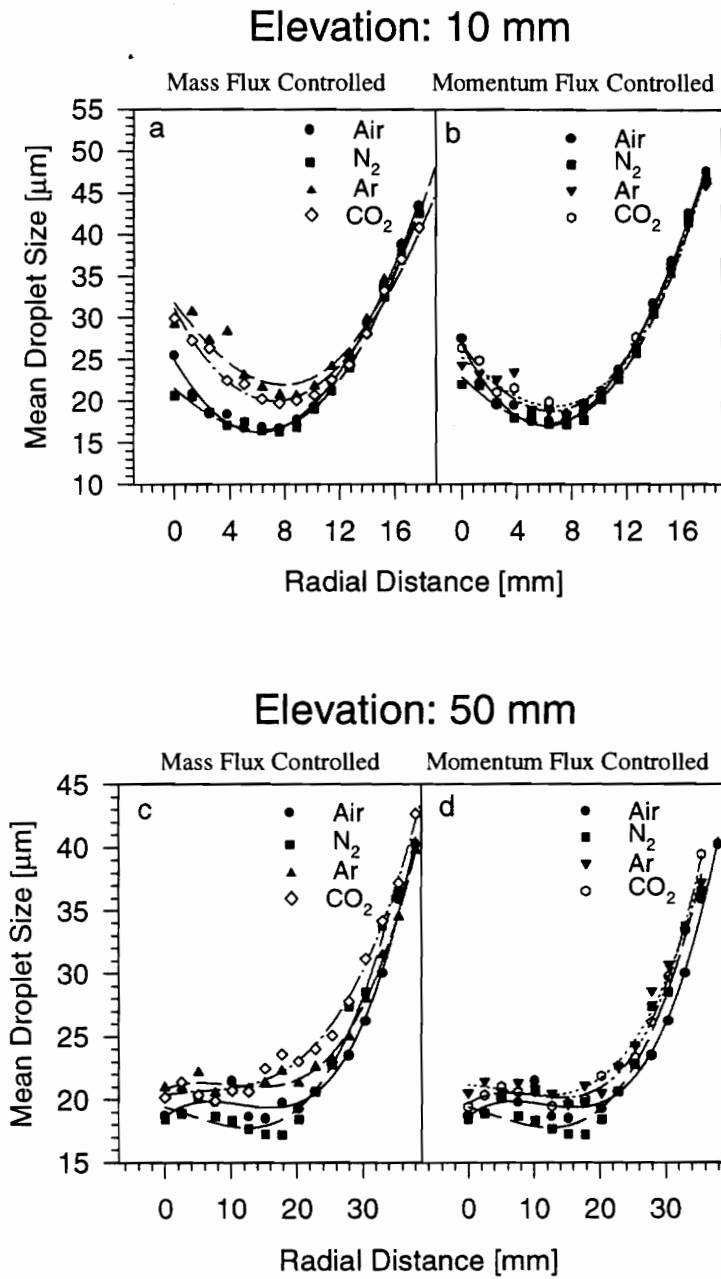 Elevation: 10 mm
Mass Flux Controlled
Momentum Flux Controlled
a
Air
N2
Ar
CO2
b
Air
N2
Ar
CO2
55
50
45
40
35
30
25
20
15
10
Mean Droplet Size [µm]
0 4 8 12 16
0 4 8 12 16
Radial Distance [mm]
Elevation: 50 mm
Mass Flux Controlled
Momentum Flux Controlled
c
Air
N2
Ar
CO2
d
Air
N2
Ar
CO2
45
40
35
30
25
20
15
Mean Droplet Size [µm]
0 10 20 30
0 10 20 30
Radial Distance [mm]